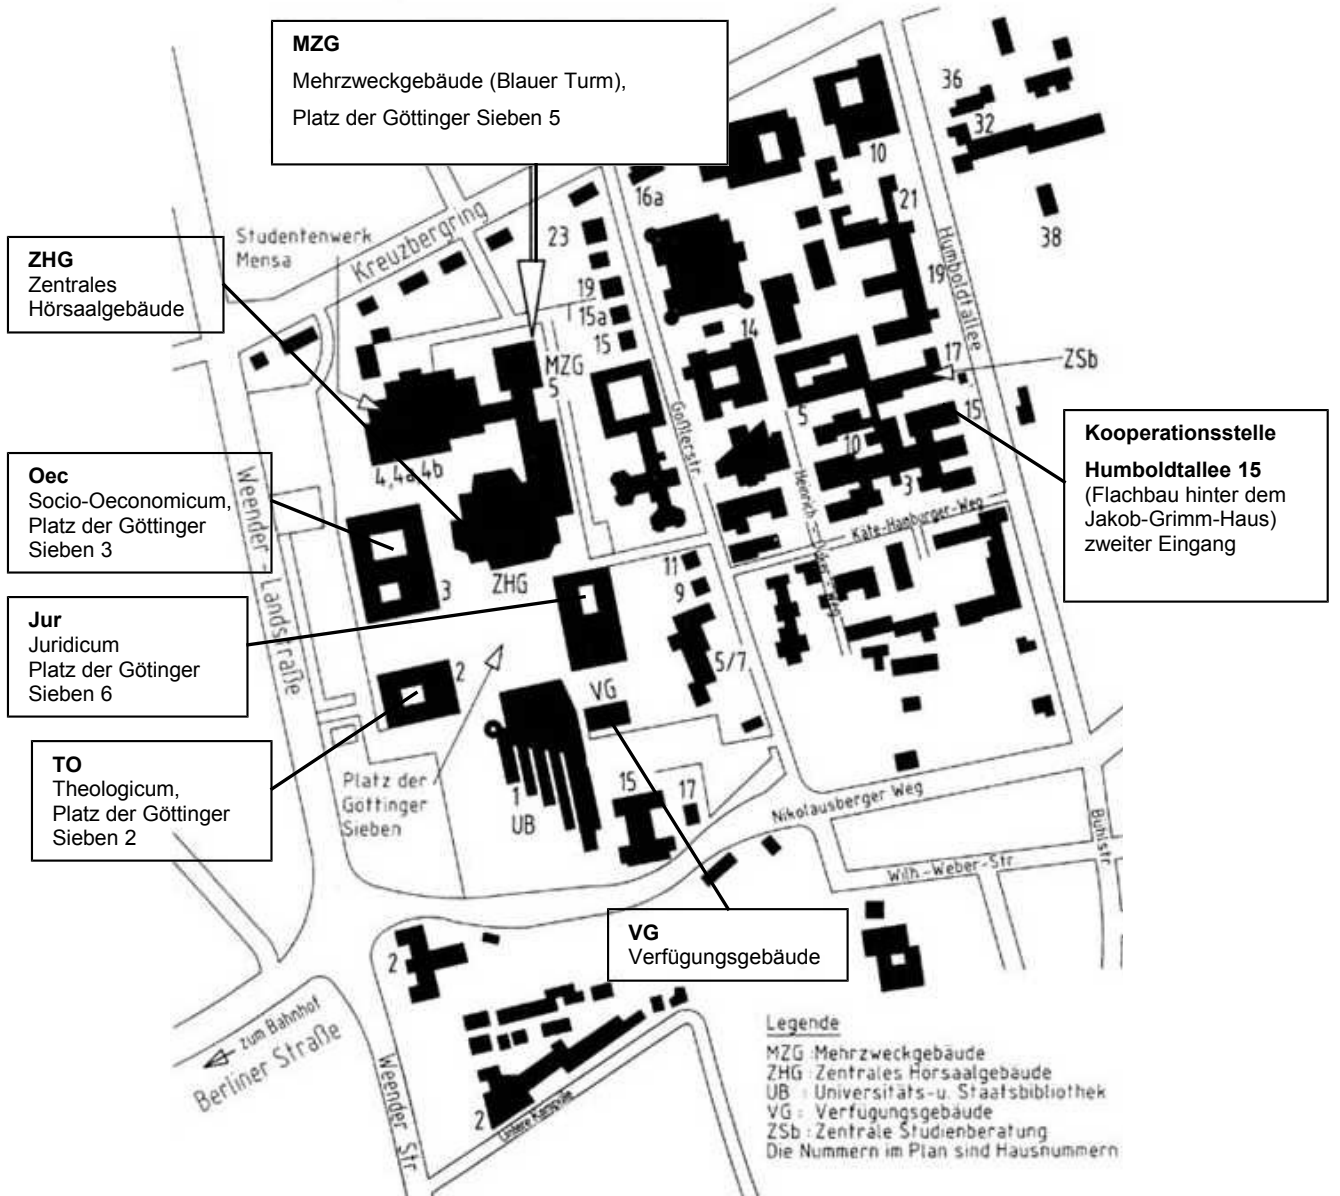 MZG
Mehrzweckgebäude (Blauer Turm),
Platz der Göttinger Sieben 5
ZHG
Zentrales
Hörsaalgebäude
Oec
Socio-Oeconomicum,
Platz der Göttinger
Sieben 3
Jur
Juridicum
Platz der Götinger
Sieben 6
TO
Theologicum,
Platz der Göttinger
Sieben 2
Kooperationsstelle
Humboldtallee 15
(Flachbau hinter dem
Jakob-Grimm-Haus)
zweiter Eingang
VG
Verfügungsgebäude
Studentenwerk
Mensa
Kreuzbergring
16a
23
19
15a
15
MZG
5
4,4a,4b
ZHG
3
2
Platz der
Göttinger
Sieben
1
UB
VG
15
17
11
9
5/7
14
5
10
3
10
21
19
17
15
ZSb
36
32
38
Humboldtallee
Goßlerstr
Heinrich-
Weg
Käte-Hamburger-Weg
Nikolausberger Weg
Wilh-Weber-Str
Buhlstr
Weender - Landstraße
zum Bahnhof
Berliner Straße
Weender Str.
2
2
Untere Karspüle
Legende
MZG : Mehrzweckgebäude
ZHG : Zentrales Hörsaalgebäude
UB : Universitäts-u. Staatsbibliothek
VG : Verfügungsgebäude
ZSb : Zentrale Studienberatung
Die Nummern im Plan sind Hausnummern